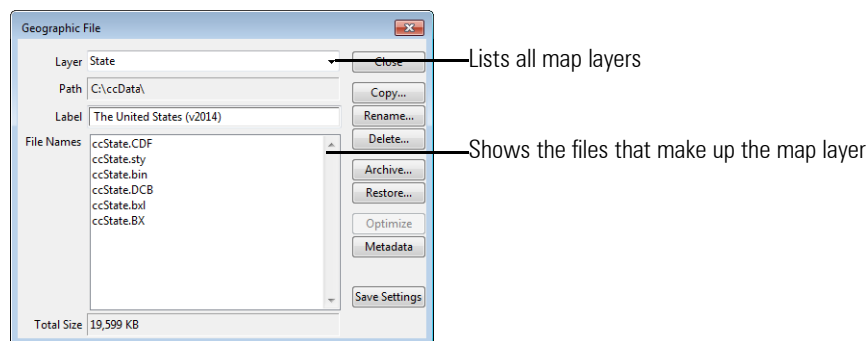 Geographic File
Layer State Close Lists all map layers
Path C:\ccData\ Copy...
Label The United States (v2014) Rename...
File Names ccState.CDF Delete... Shows the files that make up the map layer
ccState.sty
ccState.bin Archive...
ccState.DCB Restore...
ccState.bxl
ccState.BX Optimize
Metadata
Save Settings
Total Size 19,599 KB